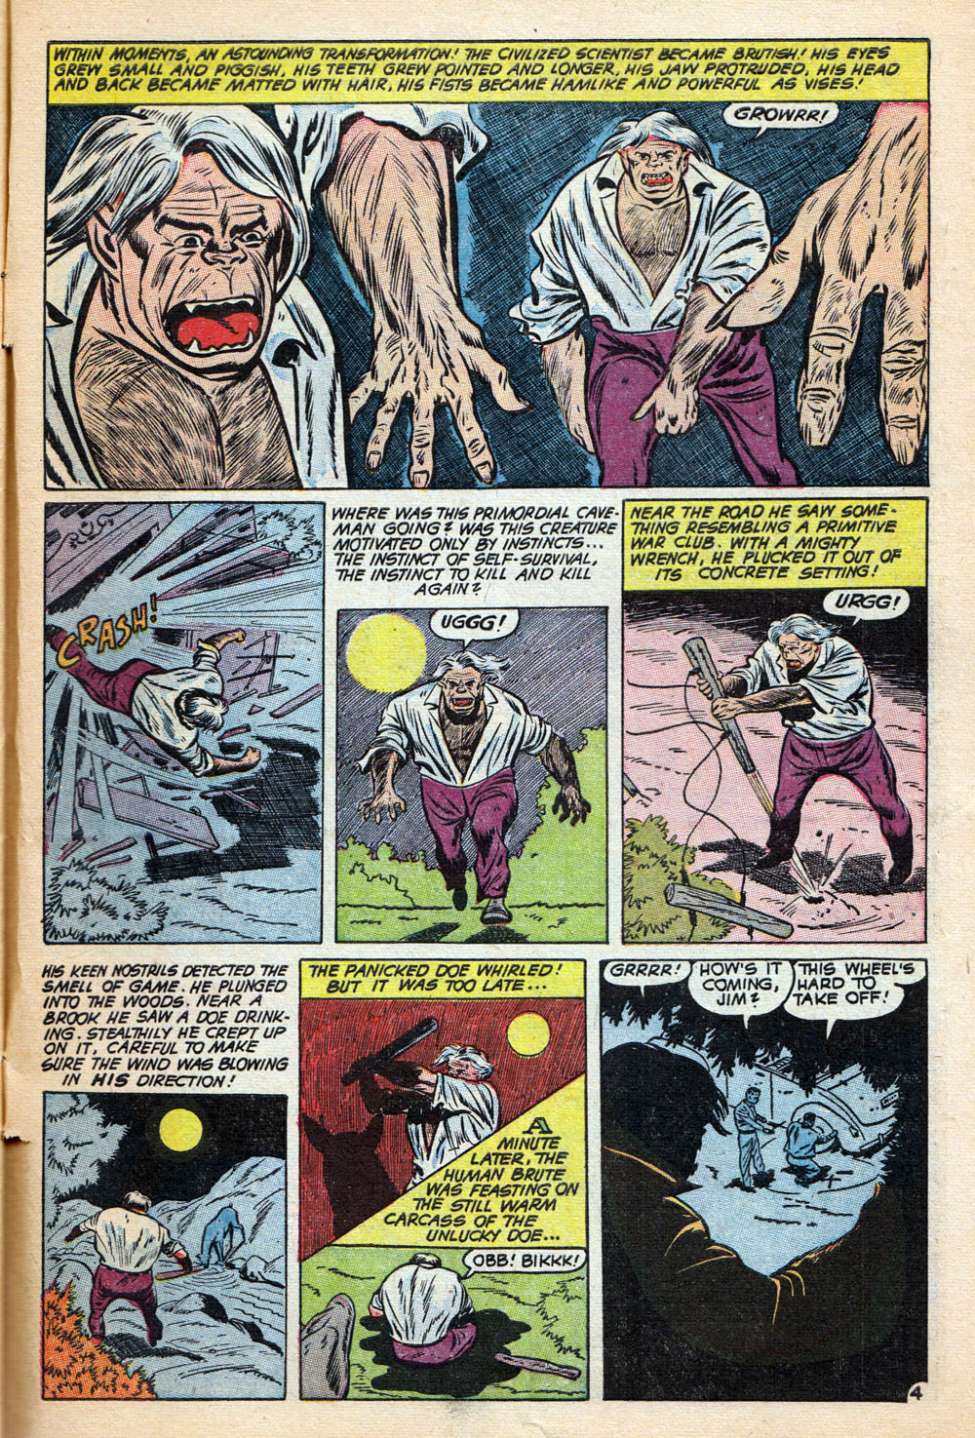 WITHIN MOMENTS, AN ASTOUNDING TRANSFORMATION! THE CIVILIZED SCIENTIST BECAME BRUTISH! HIS EYES
GREW SMALL AND PIGGISH, HIS TEETH GREW POINTED AND LONGER, HIS JAW PROTRUDED, HIS HEAD
AND BACK BECAME MATTED WITH HAIR, HIS FISTS BECAME HAMLIKE AND POWERFUL AS VISES!
GROWRR!
CRASH!
WHERE WAS THIS PRIMORDIAL CAVE-
MAN GOING? WAS THIS CREATURE
MOTIVATED ONLY BY INSTINCTS...
THE INSTINCT OF SELF-SURVIVAL,
THE INSTINCT TO KILL AND KILL
AGAIN?
UGGG!
NEAR THE ROAD HE SAW SOME-
THING RESEMBLING A PRIMITIVE
WAR CLUB. WITH A MIGHTY
WRENCH, HE PLUCKED IT OUT OF
ITS CONCRETE SETTING!
URGG!
HIS KEEN NOSTRILS DETECTED THE
SMELL OF GAME. HE PLUNGED
INTO THE WOODS. NEAR A
BROOK HE SAW A DOE DRINK-
ING. STEALTHILY HE CREPT UP
ON IT, CAREFUL TO MAKE
SURE THE WIND WAS BLOWING
IN HIS DIRECTION!
THE PANICKED DOE WHIRLED!
BUT IT WAS TOO LATE...
A
MINUTE
LATER, THE
HUMAN BRUTE
WAS FEASTING ON
THE STILL WARM
CARCASS OF THE
UNLUCKY DOE...
OBB! BIKKK!
GRRRR!
HOW'S IT
COMING,
JIM?
THIS WHEEL'S
HARD TO
TAKE OFF!
4